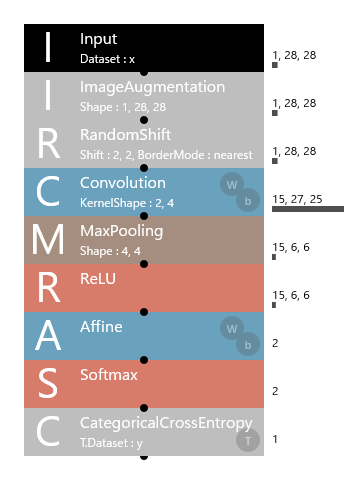 I Input
Dataset : x
1, 28, 28
I ImageAugmentation
Shape : 1, 28, 28
1, 28, 28
R RandomShift
Shift : 2, 2, BorderMode : nearest
1, 28, 28
C Convolution W
KernelShape : 2, 4 b
15, 27, 25
M MaxPooling
Shape : 4, 4
15, 6, 6
R ReLU
15, 6, 6
A Affine W
b
2
S Softmax
2
C CategoricalCrossEntropy
T.Dataset : y T
1